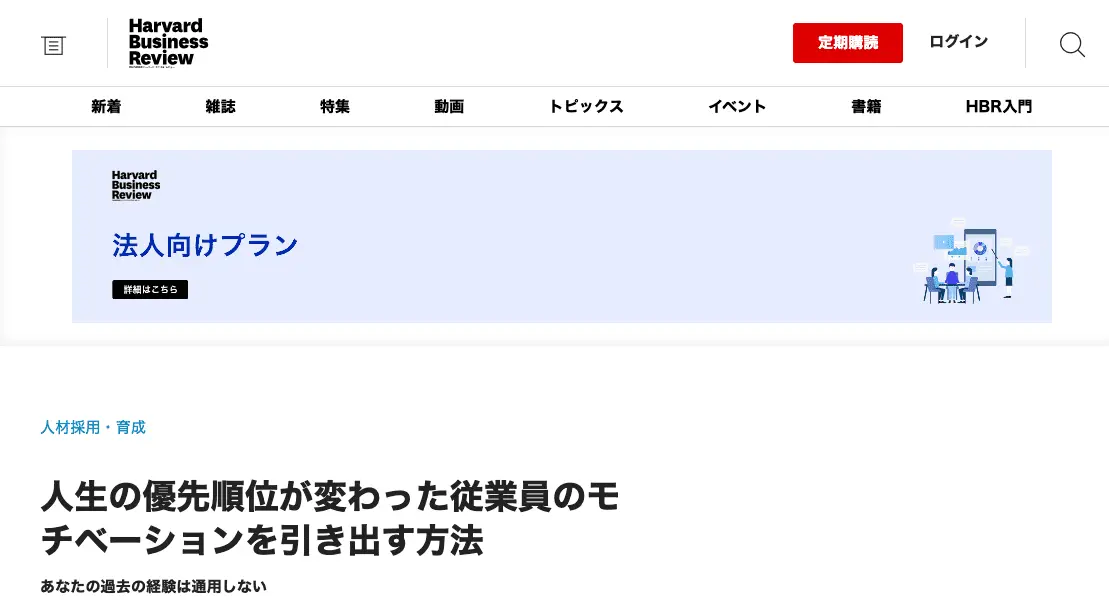 Harvard
Business
Review
定期購読
ログイン
新着
雑誌
特集
動画
トピックス
イベント
書籍
HBR入門
Harvard
Business
Review
法人向けプラン
詳細はこちら
人材採用・育成
人生の優先順位が変わった従業員のモ
チベーションを引き出す方法
あなたの過去の経験は通用しない